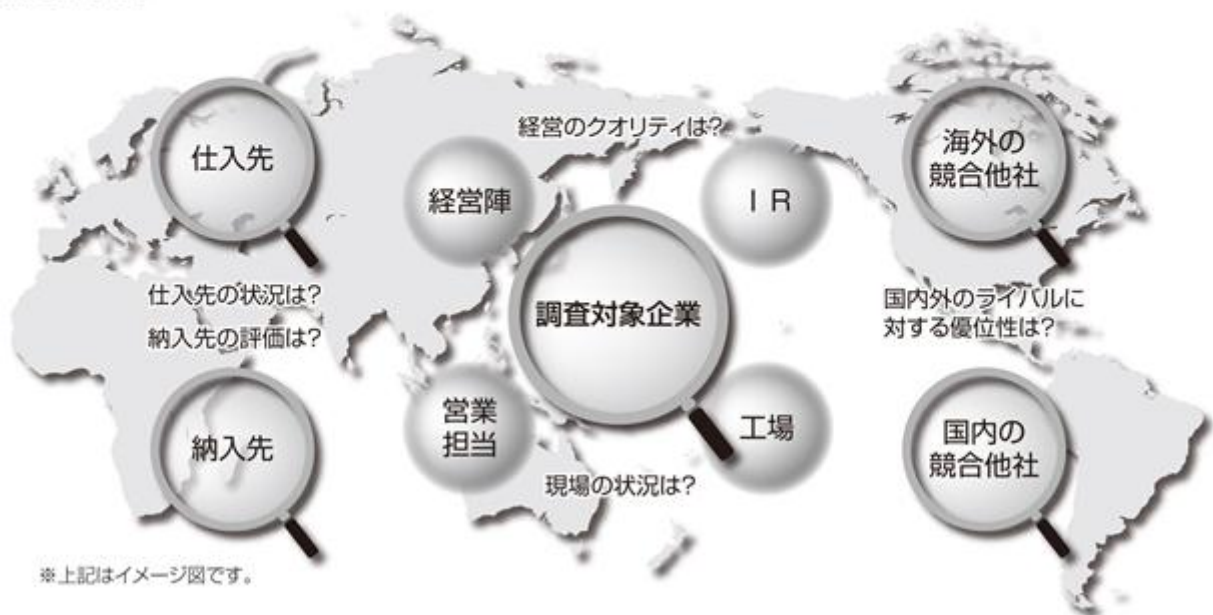 仕入先
経営のクオリティは?
海外の
競合他社
経営陣
IR
仕入先の状況は?
納入先の評価は?
調査対象企業
国内外のライバルに
対する優位性は?
納入先
営業
担当
工場
国内の
競合他社
現場の状況は?
※上記はイメージ図です。